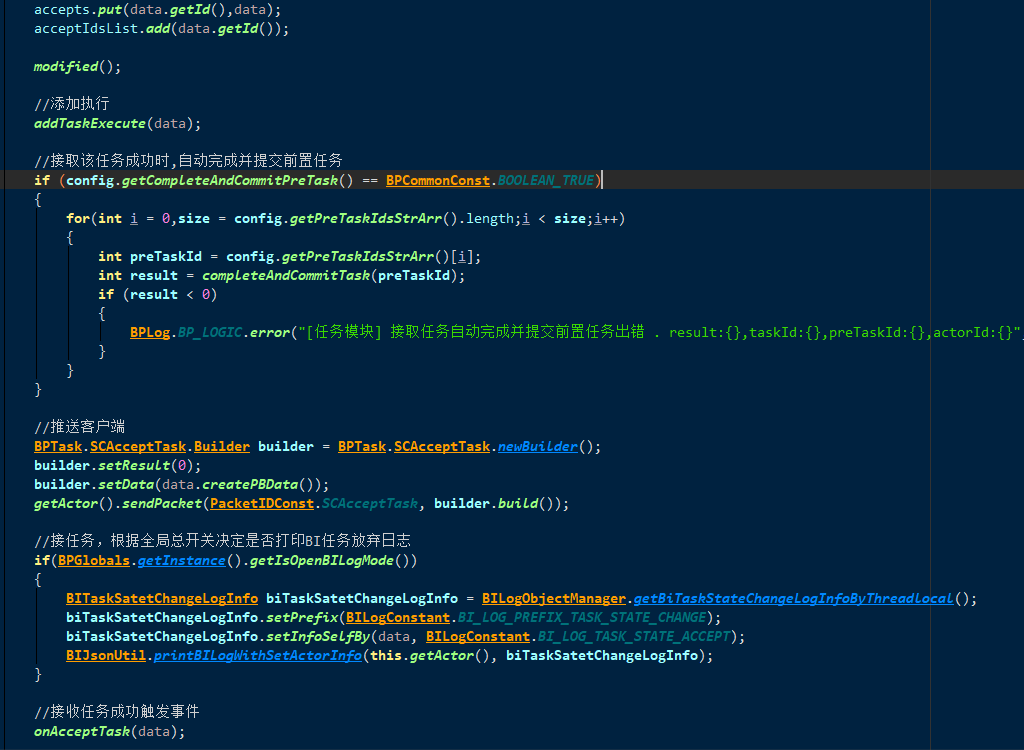 accepts.put(data.getId(),data);
acceptIdsList.add(data.getId());
modified();
//添加执行
addTaskExecute(data);
//接取该任务成功时,自动完成并提交前置任务
if (config.getCompleteAndCommitPreTask() == BPCommonConst.BOOLEAN_TRUE)
{
for(int i = 0,size = config.getPreTaskIdsStrArr().length;i < size;i++)
{
int preTaskId = config.getPreTaskIdsStrArr()[i];
int result = completeAndCommitTask(preTaskId);
if (result < 0)
{
BPLog.BP_LOGIC.error("[任务模块] 接取任务自动完成并提交前置任务出错 . result:{},taskId:{},preTaskId:{},actorId:{}",
}
}
}
//推送客户端
BPTask.SCAcceptTask.Builder builder = BPTask.SCAcceptTask.newBuilder();
builder.setResult(0);
builder.setData(data.createPBData());
getActor().sendPacket(PacketIDConst.SCAcceptTask, builder.build());
//接任务，根据全局总开关决定是否打印BI任务放弃日志
if(BPGlobals.getInstance().getIsOpenBILogMode())
{
BITaskSatetChangeLogInfo biTaskSatetChangeLogInfo = BILogObjectManager.getBiTaskStateChangeLogInfoByThreadLocal();
biTaskSatetChangeLogInfo.setPrefix(BILogConstant.BI_LOG_PREFIX_TASK_STATE_CHANGE);
biTaskSatetChangeLogInfo.setInfoSelfBy(data, BILogConstant.BI_LOG_TASK_STATE_ACCEPT);
BIJsonUtil.printBILogWithSetActorInfo(this.getActor(), biTaskSatetChangeLogInfo);
}
//接收任务成功触发事件
onAcceptTask(data);